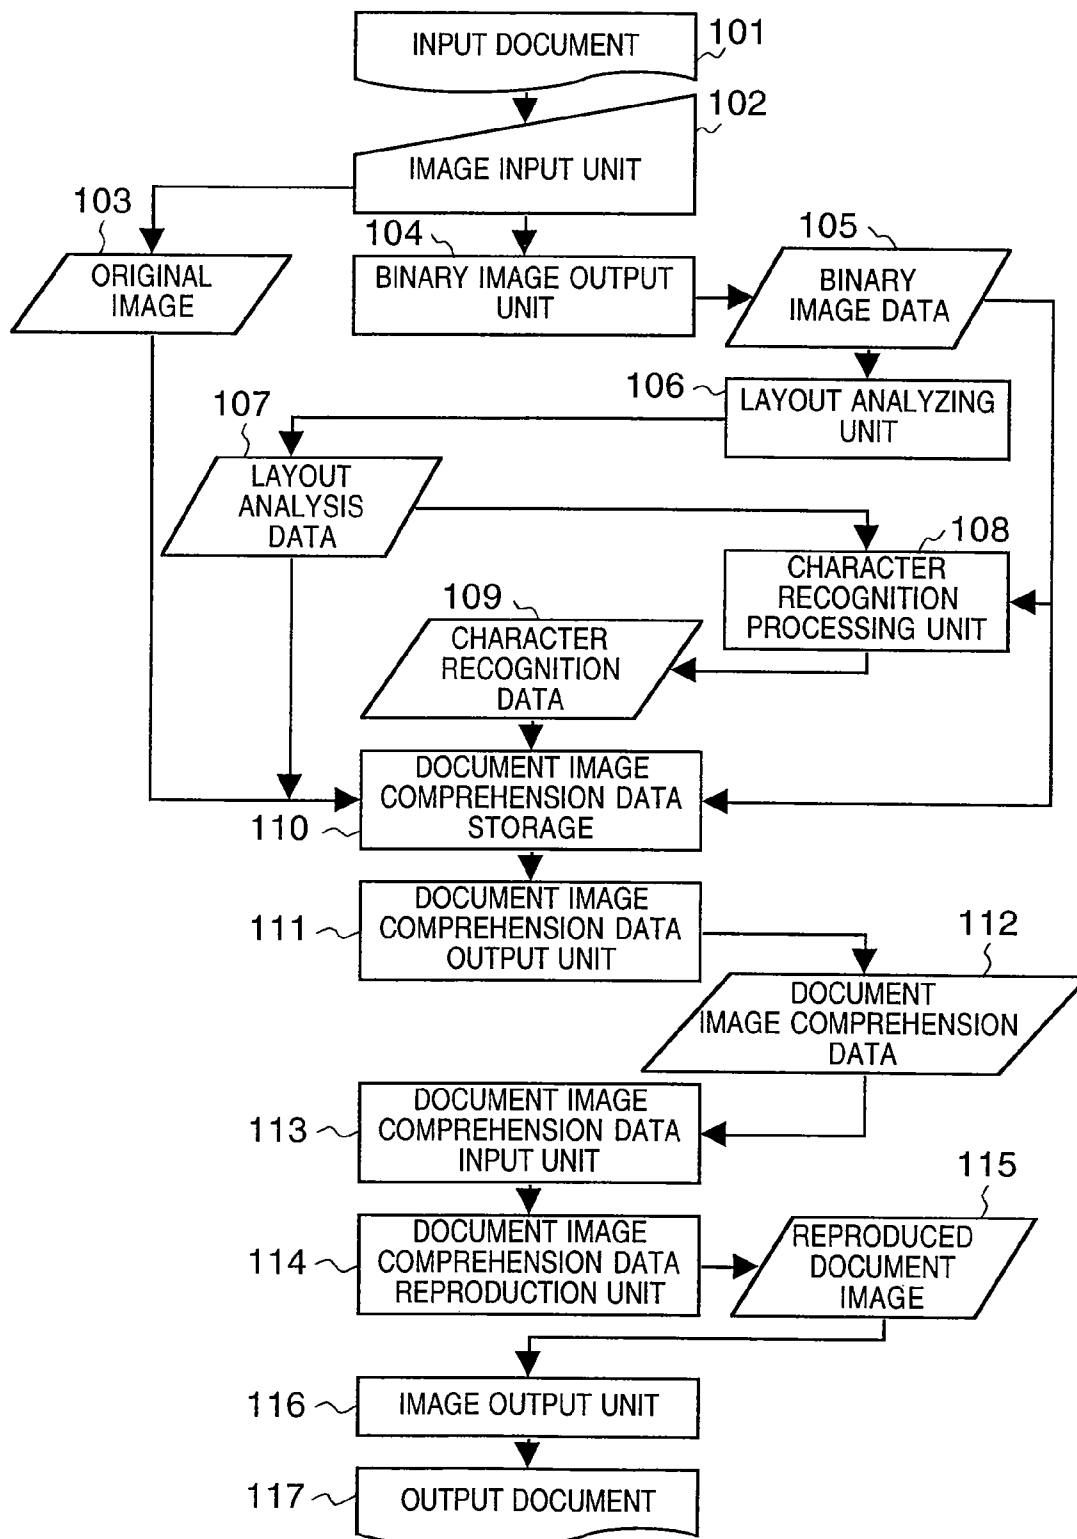 INPUT DOCUMENT
101
102
IMAGE INPUT UNIT
103
ORIGINAL
IMAGE
104
BINARY IMAGE OUTPUT
UNIT
105
BINARY
IMAGE DATA
106
LAYOUT ANALYZING
UNIT
107
LAYOUT
ANALYSIS
DATA
108
CHARACTER
RECOGNITION
PROCESSING UNIT
109
CHARACTER
RECOGNITION
DATA
DOCUMENT IMAGE
COMPREHENSION DATA
STORAGE
110
DOCUMENT IMAGE
COMPREHENSION DATA
OUTPUT UNIT
111
112
DOCUMENT
IMAGE COMPREHENSION
DATA
DOCUMENT IMAGE
COMPREHENSION DATA
INPUT UNIT
113
DOCUMENT IMAGE
COMPREHENSION DATA
REPRODUCTION UNIT
114
115
REPRODUCED
DOCUMENT
IMAGE
116
IMAGE OUTPUT UNIT
117
OUTPUT DOCUMENT